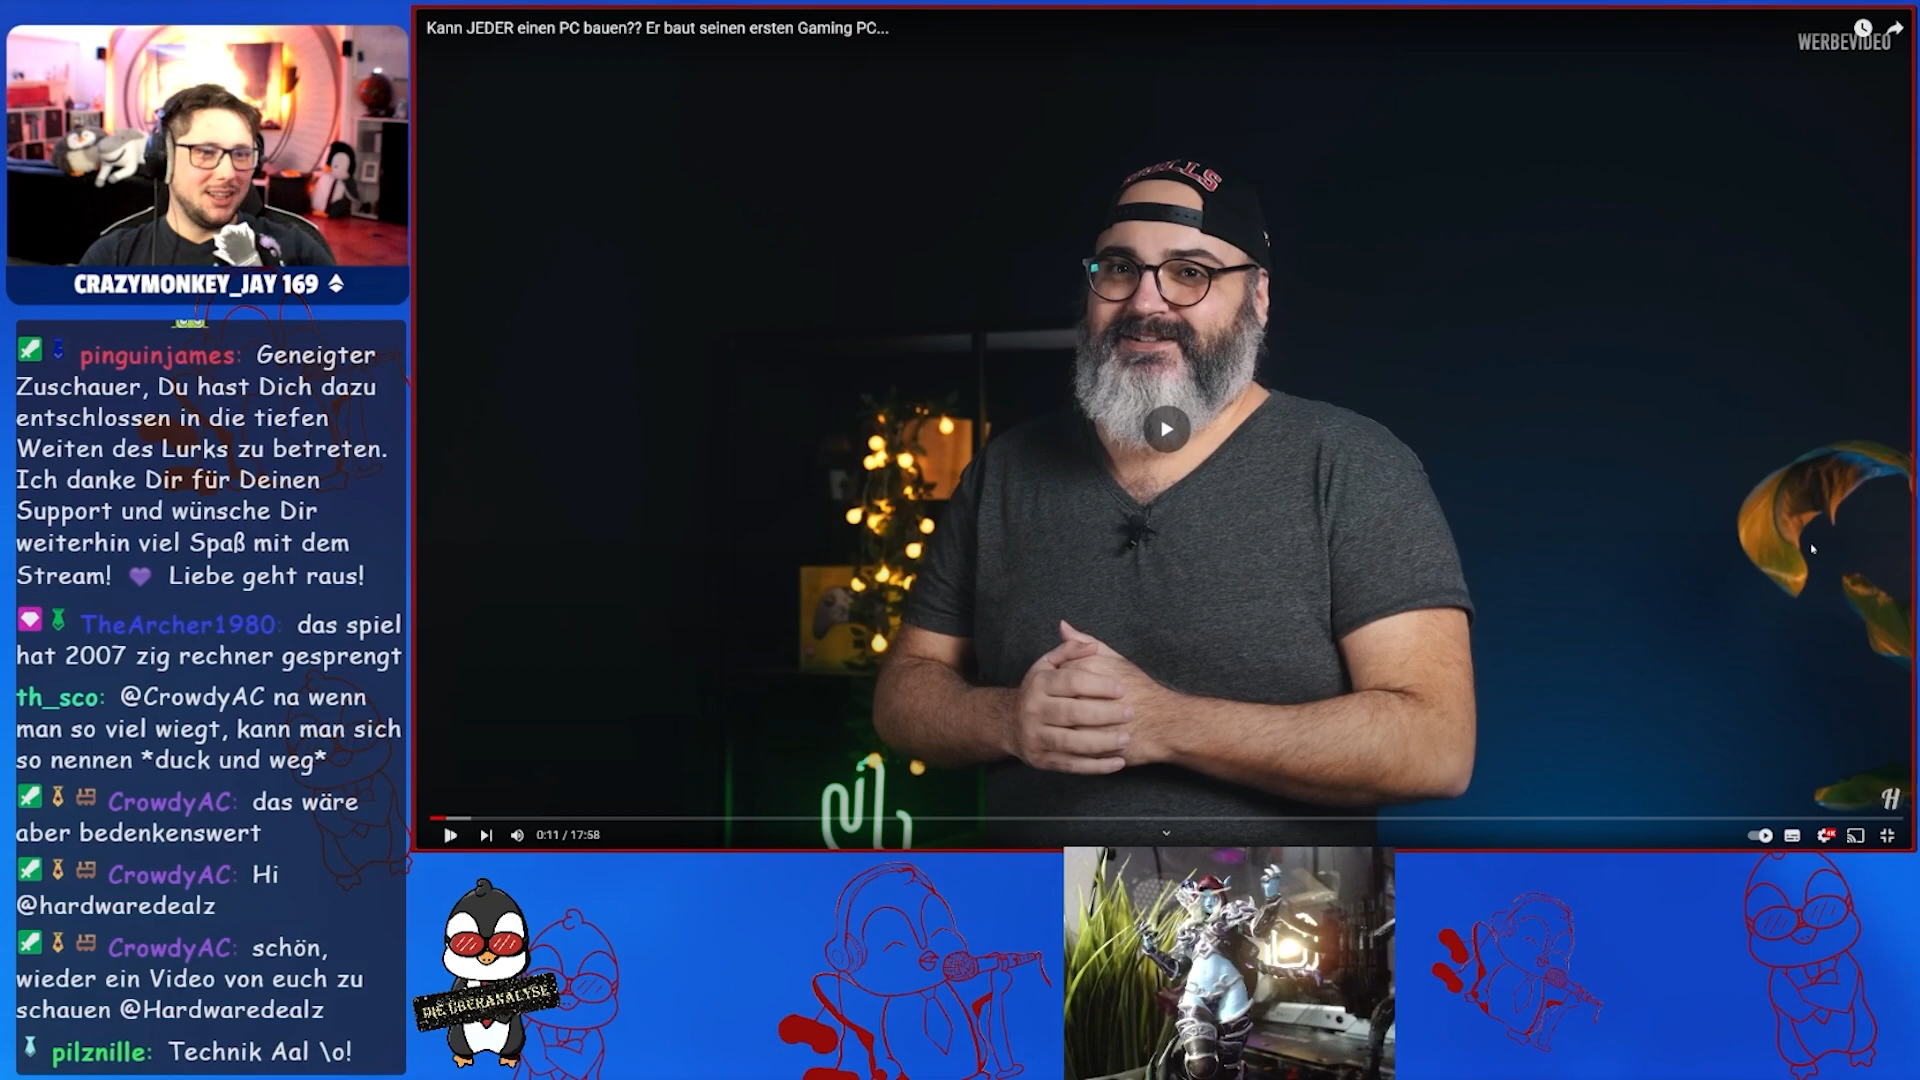 Kann JEDER einen PC bauen?? Er baut seinen ersten Gaming PC...
WERBEVIDEO
CRAZYMONKEY_JAY 169
pinguinjames: Geneigter
Zuschauer, Du hast Dich dazu
entschlossen in die tiefen
Weiten des Lurks zu betreten.
Ich danke Dir für Deinen
Support und wünsche Dir
weiterhin viel Spaß mit dem
Stream! Liebe geht raus!
TheArcher1980: das spiel
hat 2007 zig rechner gesprengt
th_sco: @CrowdyAC na wenn
man so viel wiegt, kann man sich
so nennen *duck und weg*
CrowdyAC: das wäre
aber bedenkenswert
CrowdyAC: Hi
@hardwaredealz
CrowdyAC: schön,
wieder ein Video von euch zu
schauen @Hardwaredealz
pilznille: Technik Aal \o!
0:11 / 17:58
4K
H
DIE ÜBERANALYSE